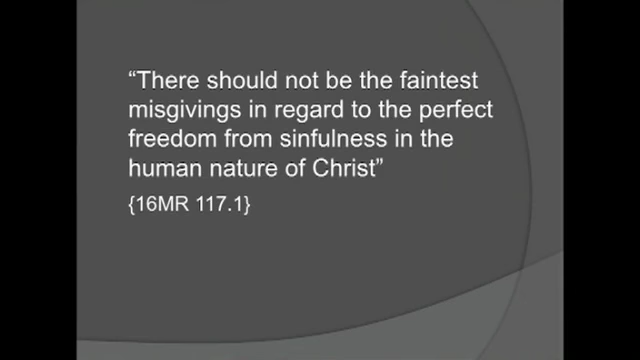 “There should not be the faintest
misgivings in regard to the perfect
freedom from sinfulness in the
human nature of Christ”
{16MR 117.1}